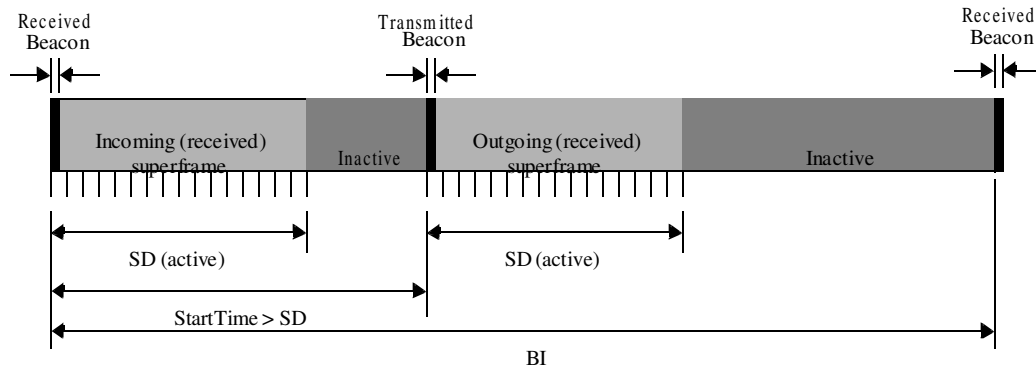 Received
Beacon
Transmitted
Beacon
Received
Beacon
Incoming (received)
superframe
Inactive
Outgoing (received)
superframe
Inactive
SD (active)
SD (active)
StartTime > SD
BI